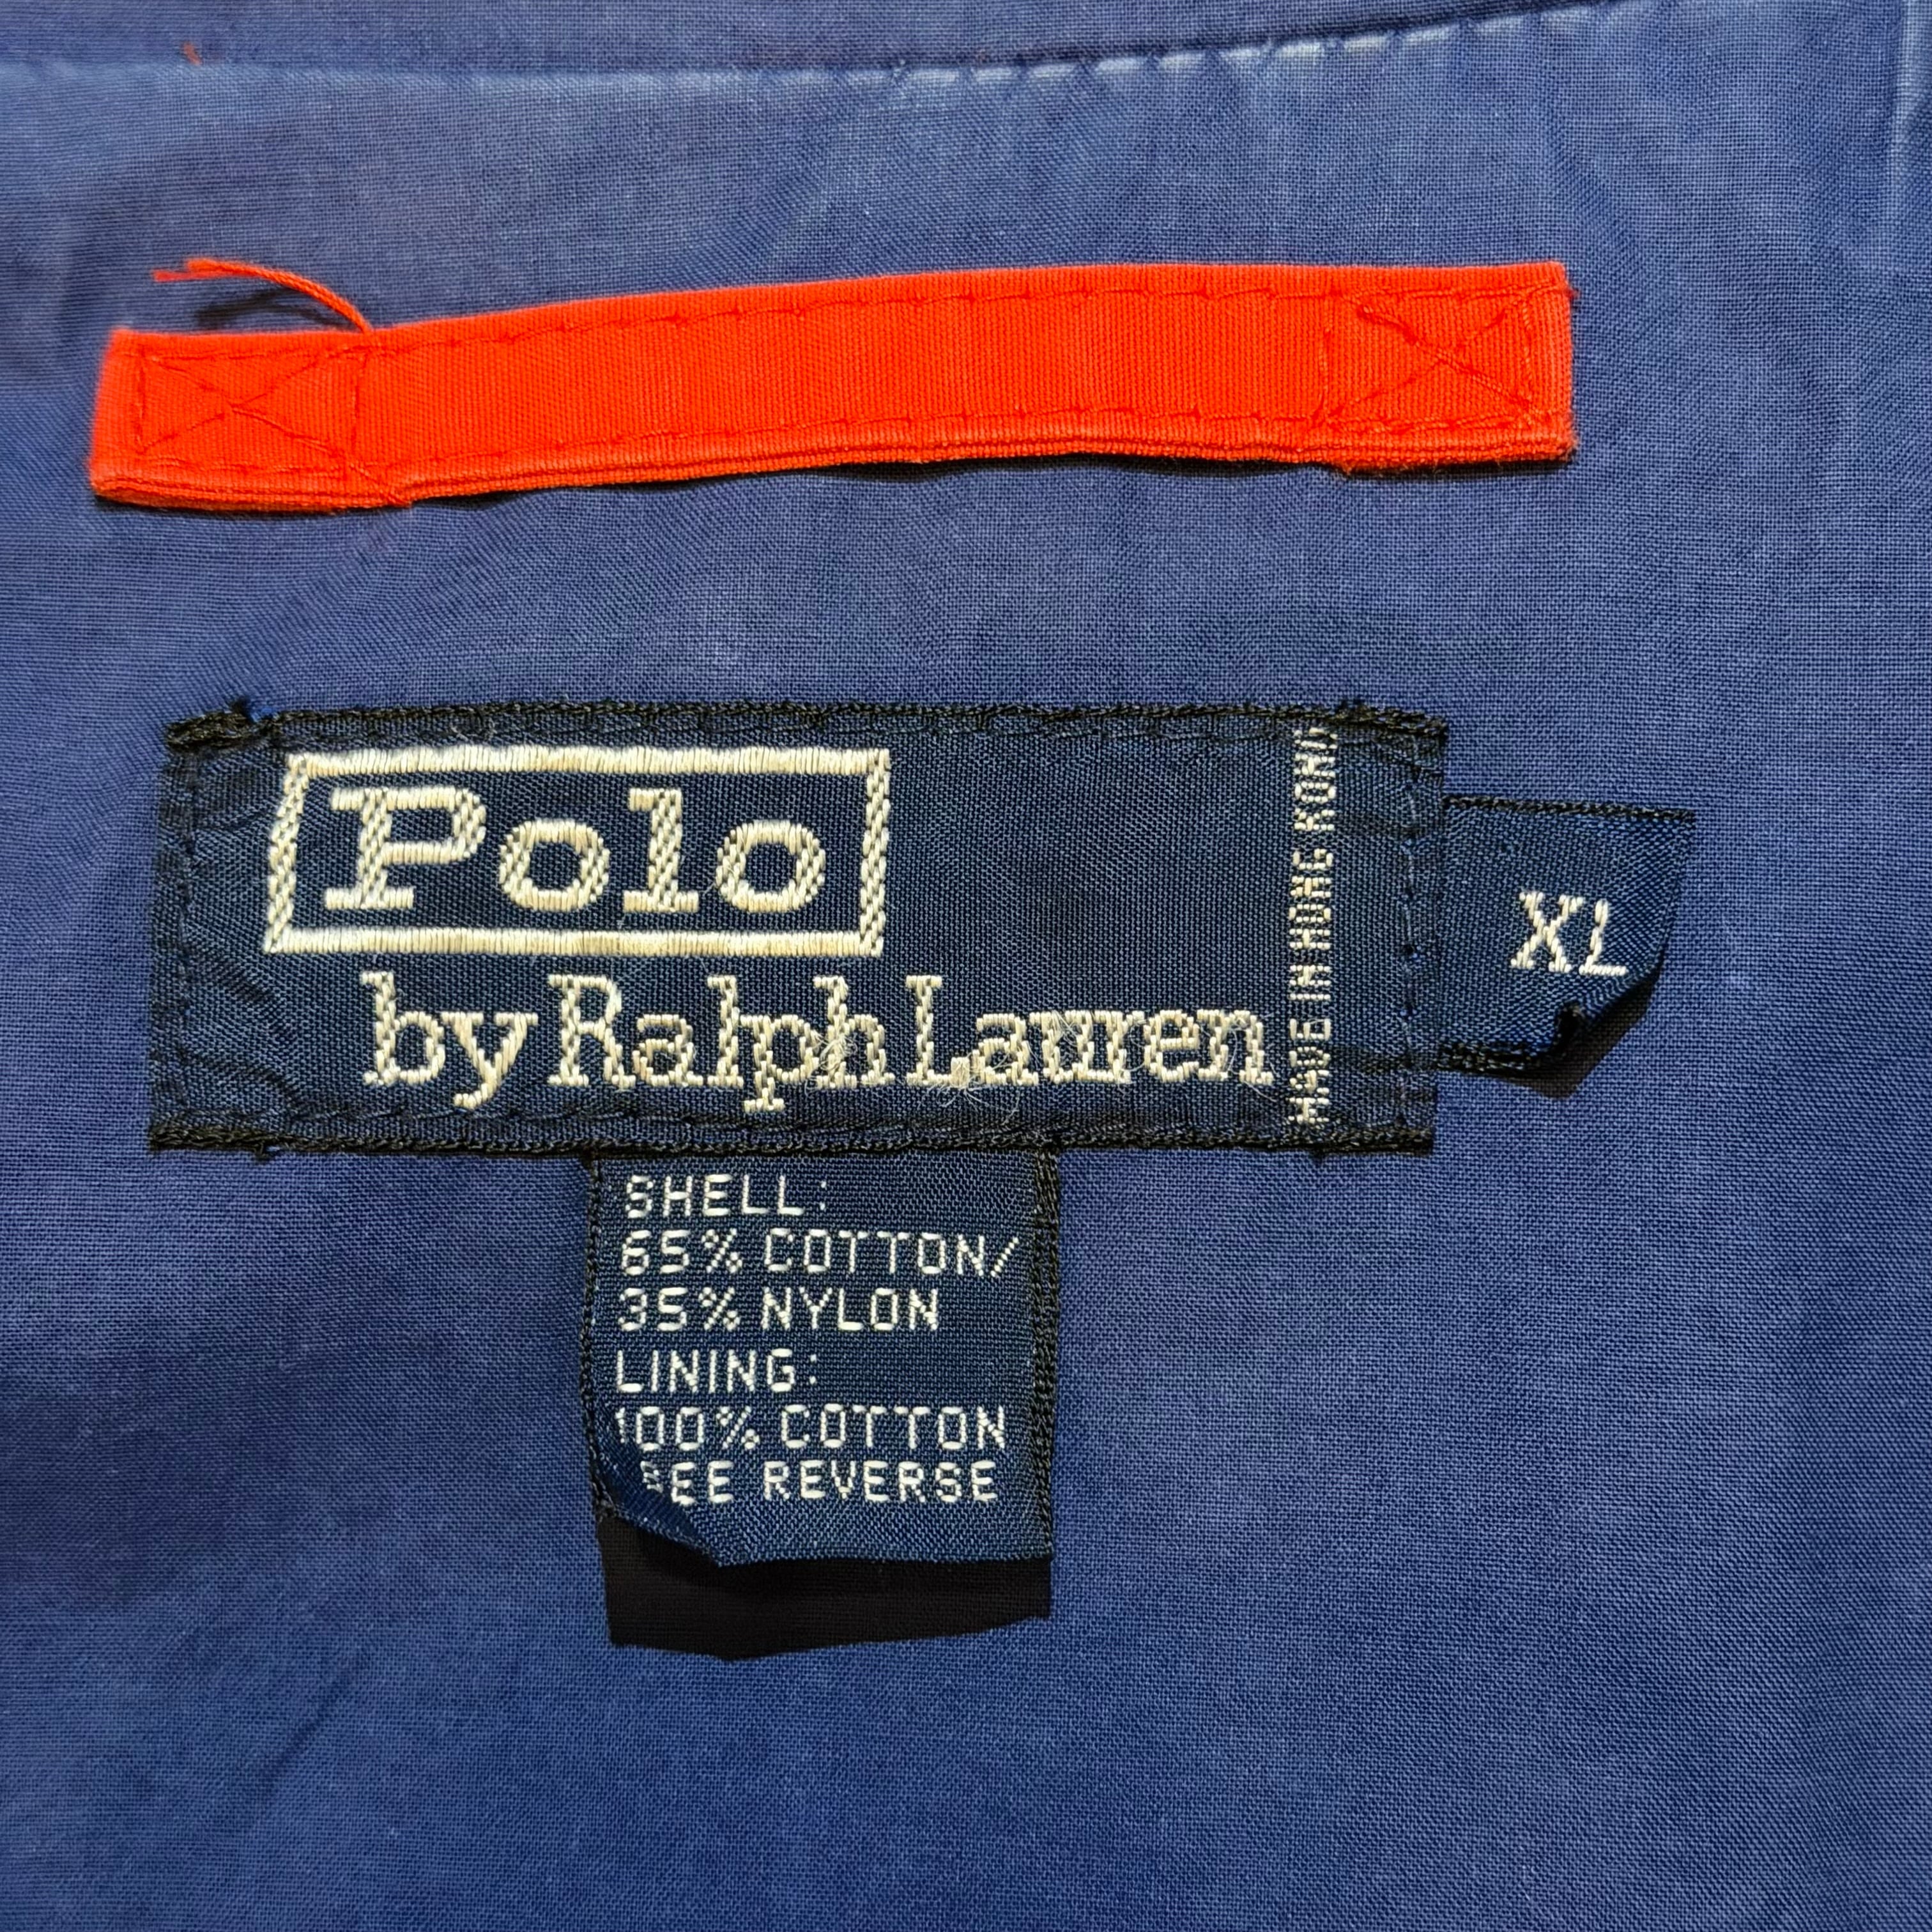 Polo
by Ralph Lauren
MADE IN HONG KONG
XL
SHELL:
65% COTTON/
35% NYLON
LINING:
100% COTTON
SEE REVERSE